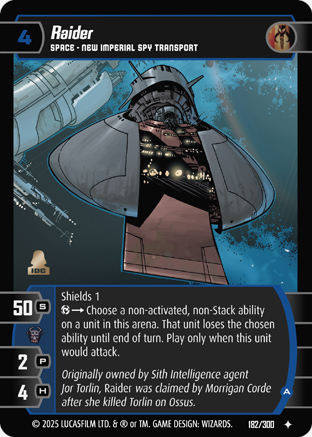 4
Raider
SPACE - NEW IMPERIAL SPY TRANSPORT
IDC
50 S
Shields 1
→ Choose a non-activated, non-Stack ability
on a unit in this arena. That unit loses the chosen
ability until end of turn. Play only when this unit
would attack.
2 P
4 H
Originally owned by Sith Intelligence agent
Jor Torlin, Raider was claimed by Morrigan Corde
after she killed Torlin on Ossus.
A
© 2025 LUCASFILM LTD. & ® or TM. GAME DESIGN: WIZARDS.
182/300